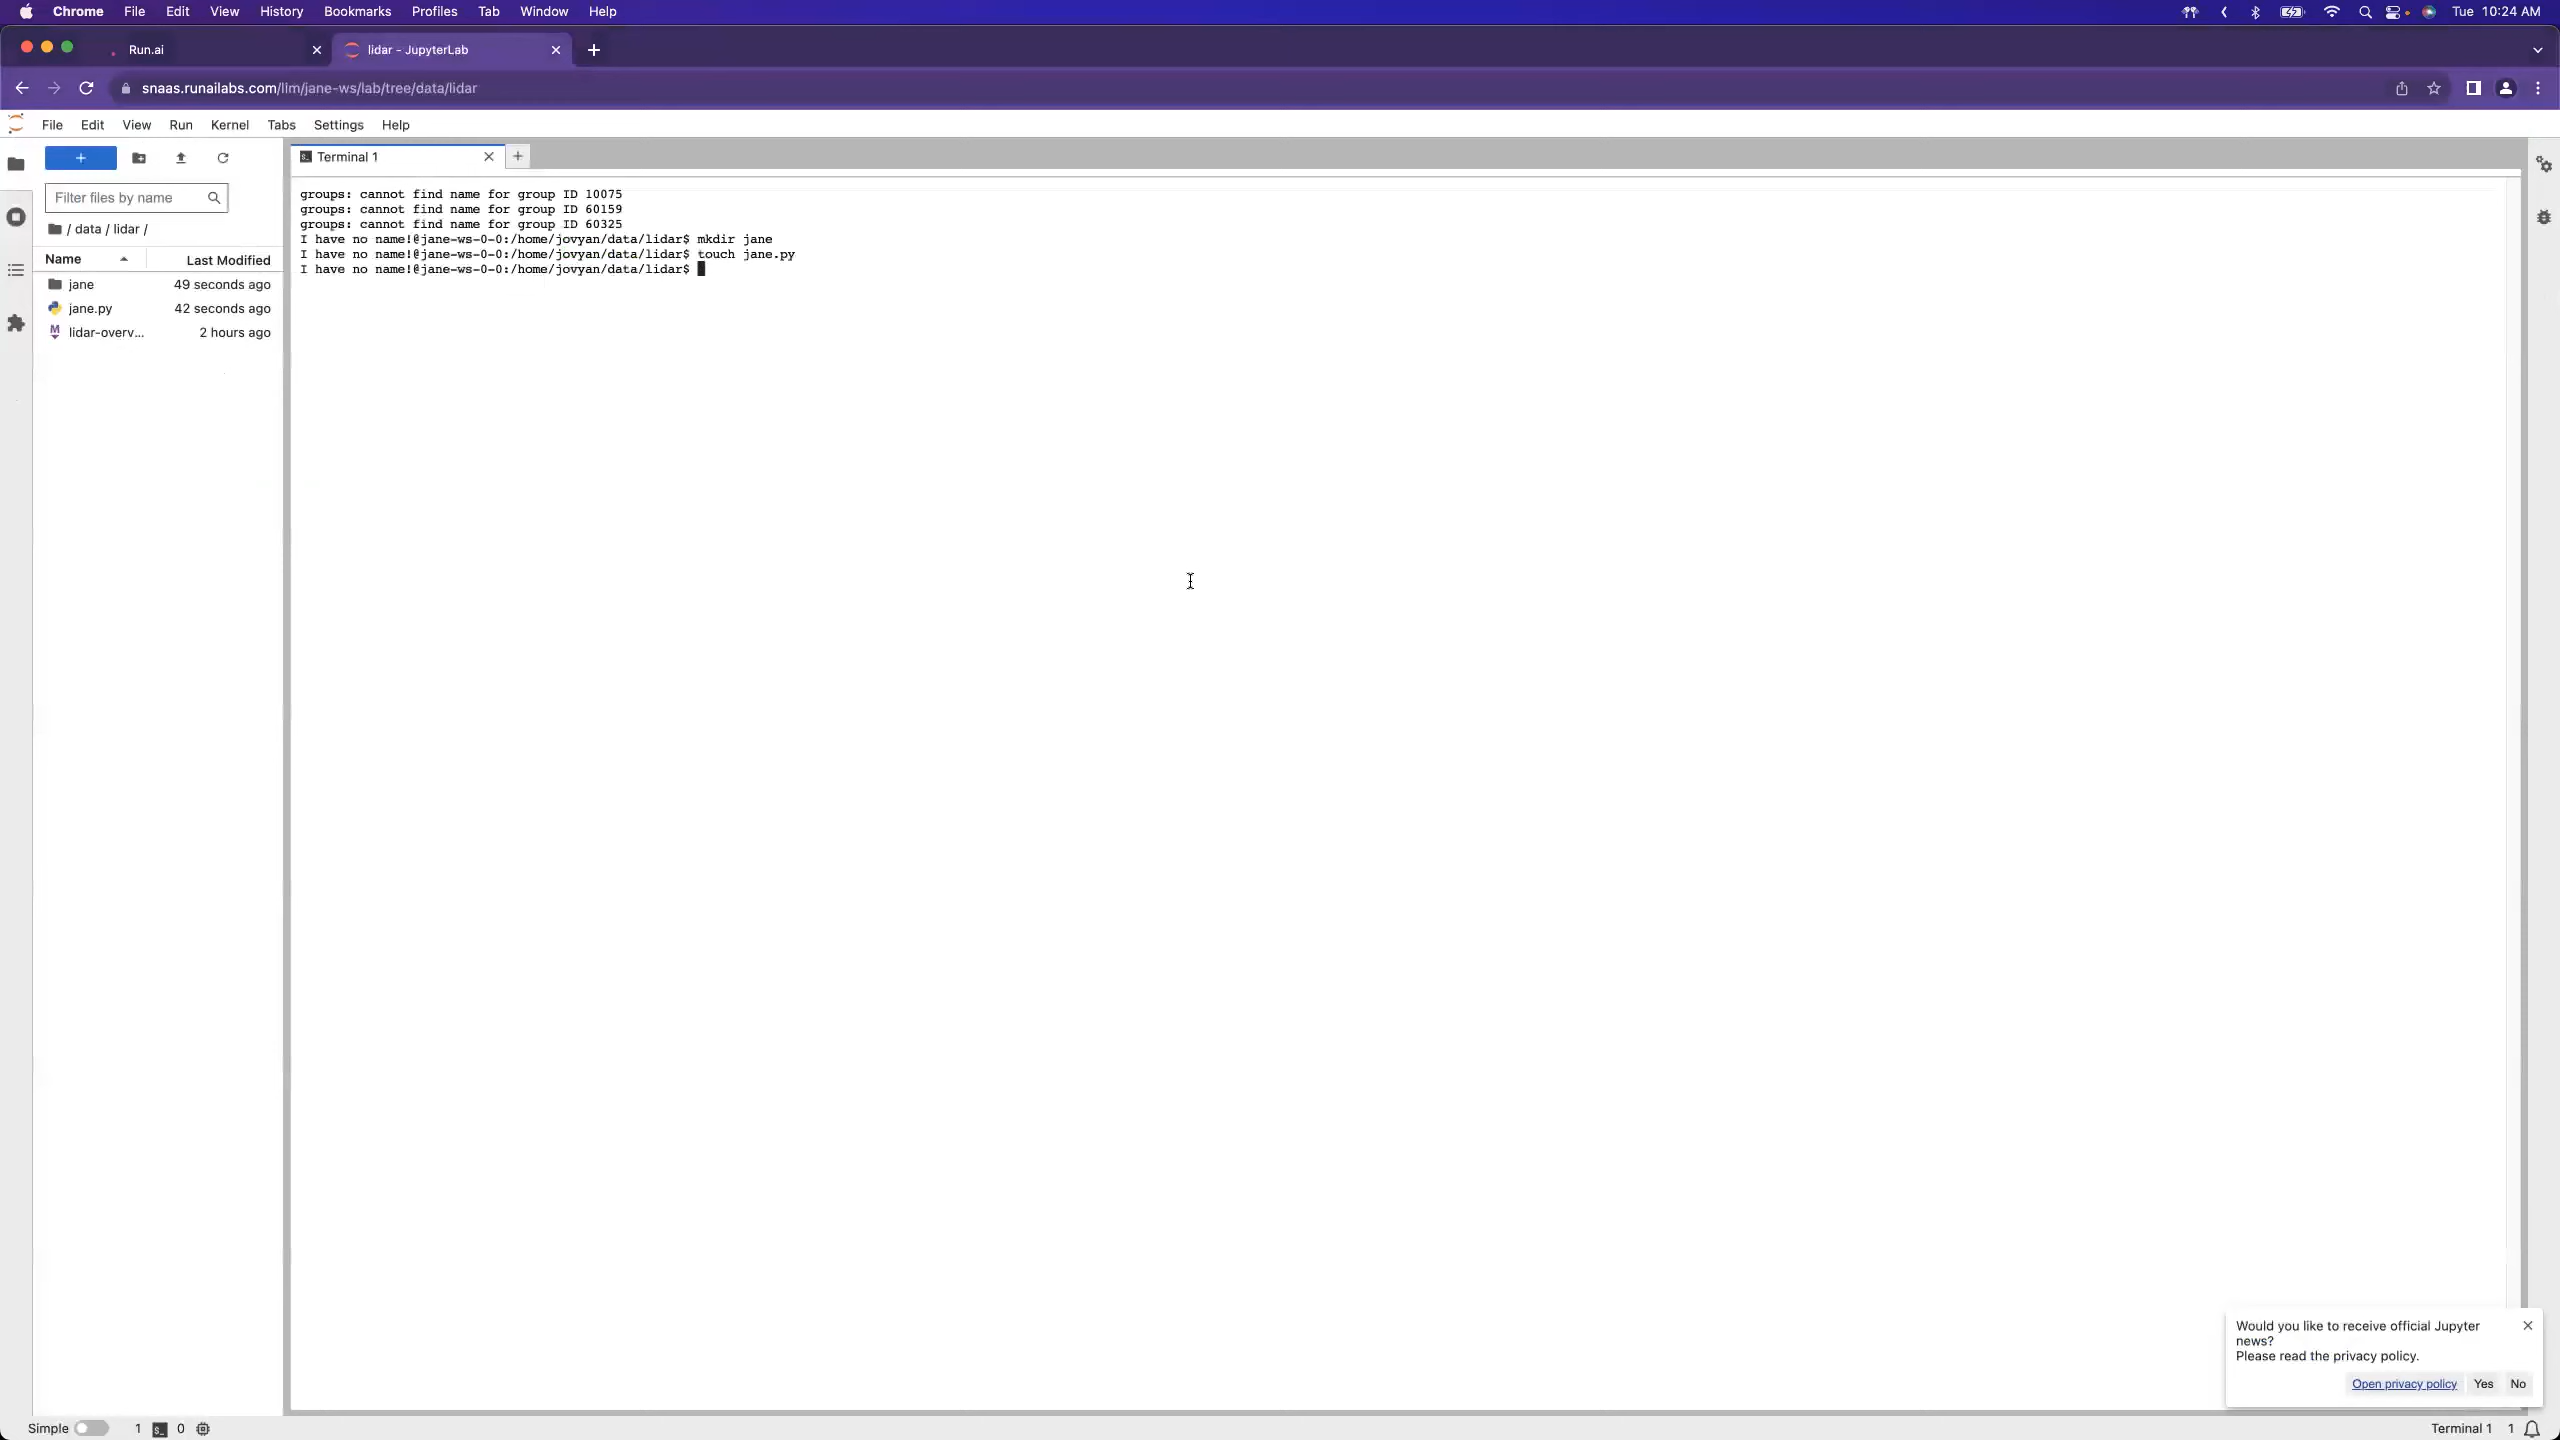 Chrome File Edit View History Bookmarks Profiles Tab Window Help Tue 10:24 AM
Run.ai lidar - JupyterLab
snaas.runailabs.com/llm/jane-ws/lab/tree/data/lidar
File Edit View Run Kernel Tabs Settings Help
Terminal 1
Filter files by name
/ data / lidar /
Name Last Modified
jane 49 seconds ago
jane.py 42 seconds ago
lidar-overv... 2 hours ago
groups: cannot find name for group ID 10075
groups: cannot find name for group ID 60159
groups: cannot find name for group ID 60325
I have no name!@jane-ws-0-0:/home/jovyan/data/lidar$ mkdir jane
I have no name!@jane-ws-0-0:/home/jovyan/data/lidar$ touch jane.py
I have no name!@jane-ws-0-0:/home/jovyan/data/lidar$
Would you like to receive official Jupyter
news?
Please read the privacy policy.
Open privacy policy Yes No
Simple 1 0 Terminal 1 1